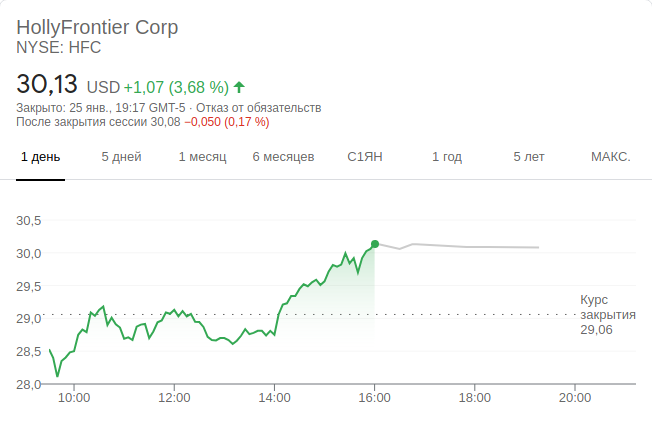 HollyFrontier Corp
NYSE: HFC
30,13 USD +1,07 (3,68 %)
Закрыто: 25 янв., 19:17 GMT-5 · Отказ от обязательств
После закрытия сессии 30,08 −0,050 (0,17 %)
1 день 5 дней 1 месяц 6 месяцев С1ЯН 1 год 5 лет МАКС.
30,5
30,0
29,5
29,0
28,5
28,0
Курс
закрытия
29,06
10:00 12:00 14:00 16:00 18:00 20:00